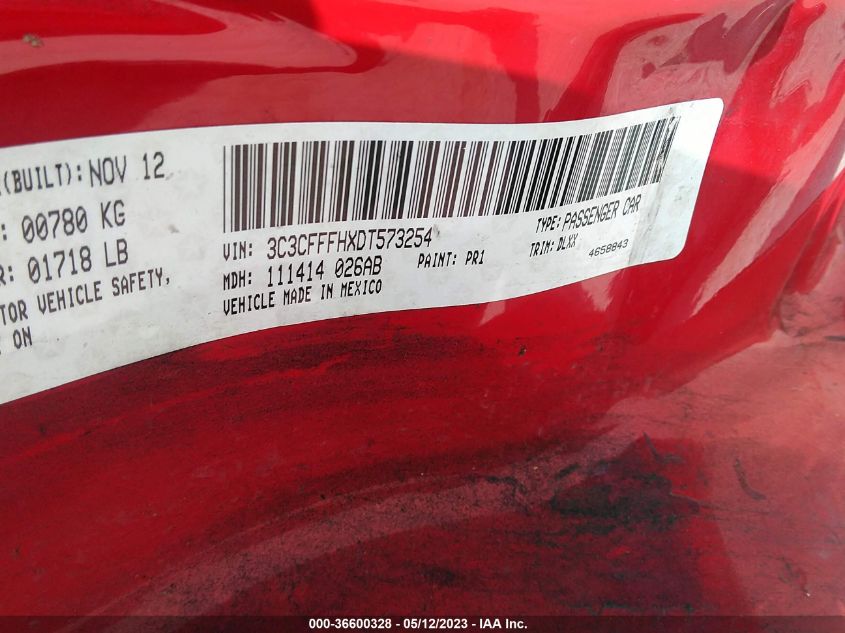 (BUILT): NOV 12
: 00780 KG
R: 01718 LB
TOR VEHICLE SAFETY,
ON
VIN: 3C3CFFFHXDT573254
TYPE: PASSENGER CAR
MDH: 111414 026AB
PAINT: PR1
TRIM: DLXX
VEHICLE MADE IN MEXICO
4658843
000-36600328 - 05/12/2023 - IAA Inc.